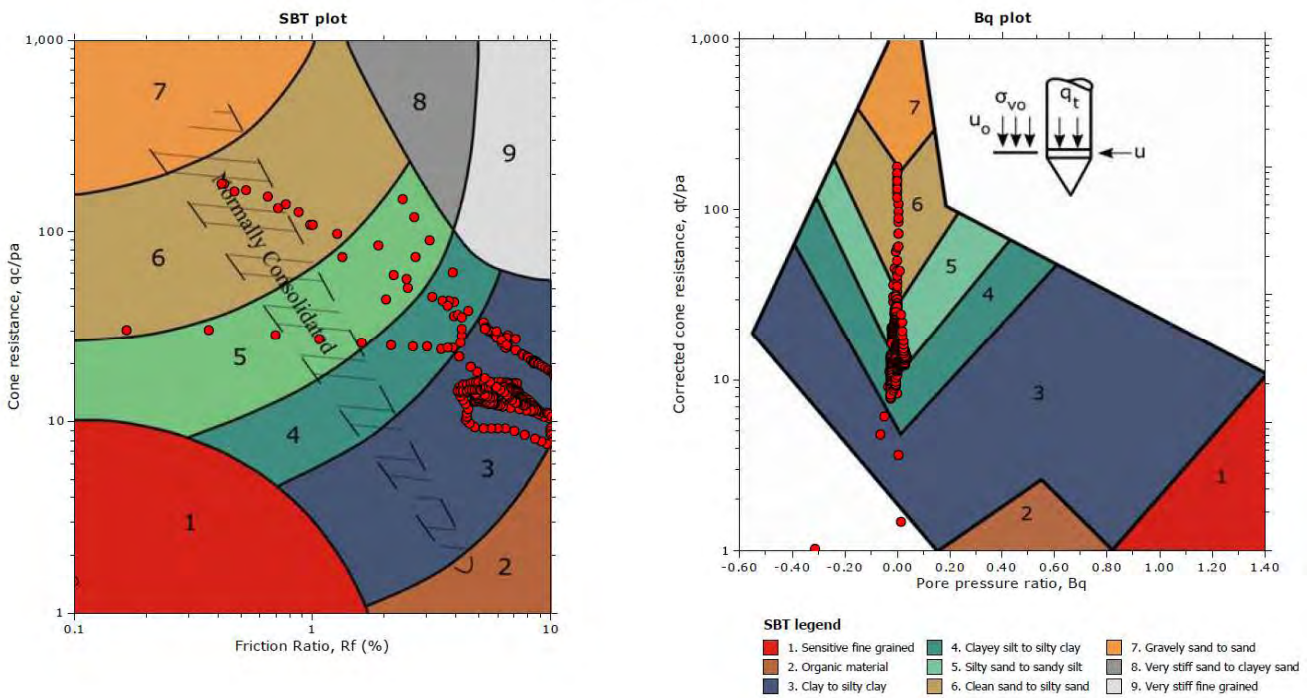 SBT plot
1,000
100
10
1
Cone resistance, qc/pa
7
8
9
6
5
4
3
1
2
Normally Consolidated
0.1
1
10
Friction Ratio, Rf (%)
Bq plot
1,000
100
10
1
Corrected cone resistance, qt/pa
σvo
qt
uo
u
7
6
5
4
3
2
1
-0.60 -0.40 -0.20 0.00 0.20 0.40 0.60 0.80 1.00 1.20 1.40
Pore pressure ratio, Bq
SBT legend
1. Sensitive fine grained
2. Organic material
3. Clay to silty clay
4. Clayey silt to silty clay
5. Silty sand to sandy silt
6. Clean sand to silty sand
7. Gravely sand to sand
8. Very stiff sand to clayey sand
9. Very stiff fine grained